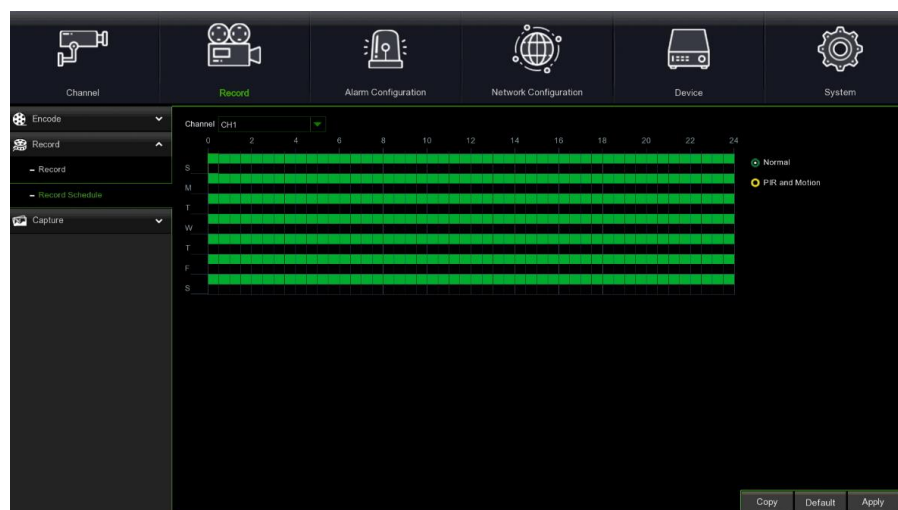 Channel Record Alarm Configuration Network Configuration Device System
Encode
Record
Record
Record Schedule
Capture
Channel CH1
0 2 4 6 8 10 12 14 16 18 20 22 24
S
M
T
W
T
F
S
Normal
PIR and Motion
Copy Default Apply